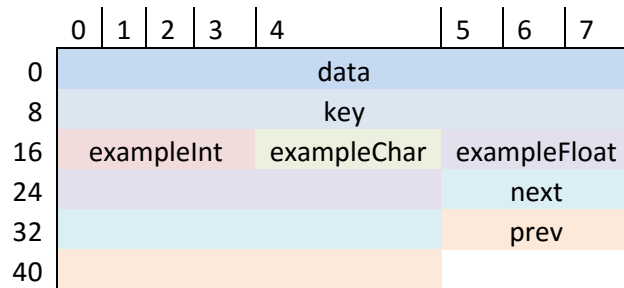 0 1 2 3 4 5 6 7
0 data
8 key
16 exampleInt exampleChar exampleFloat
24 next
32 prev
40